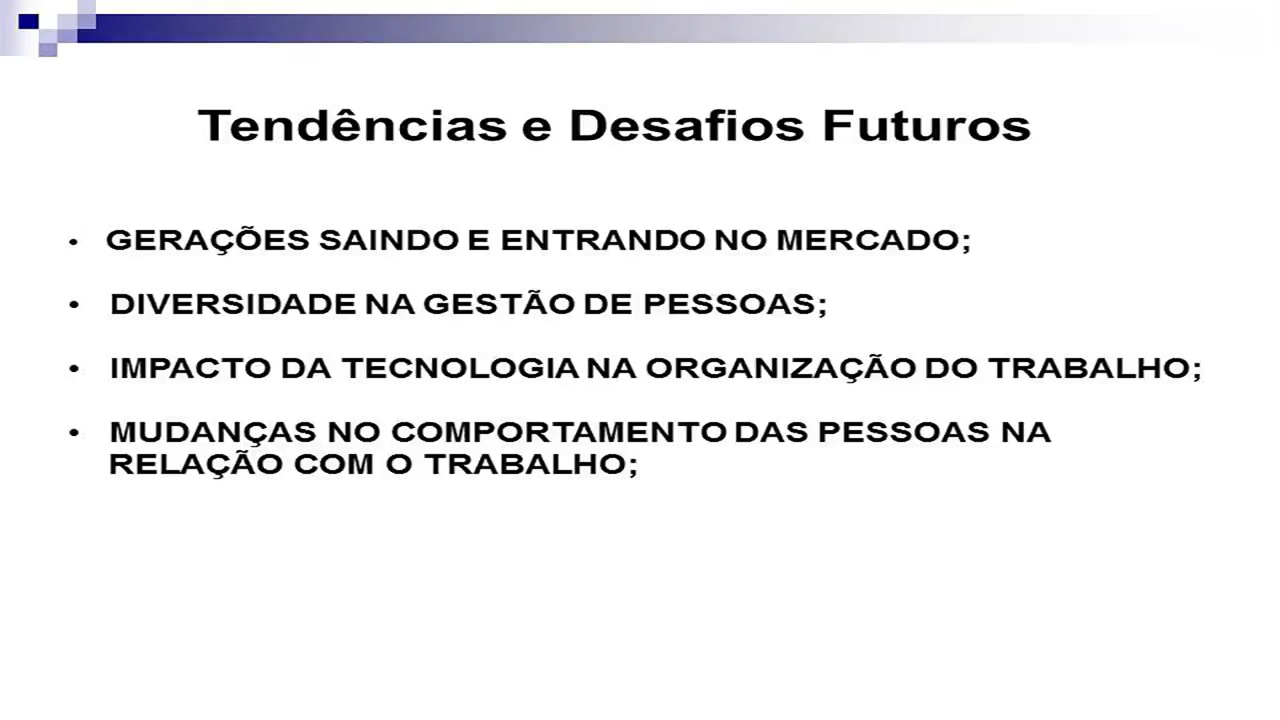 Tendências e Desafios Futuros
• GERAÇÕES SAINDO E ENTRANDO NO MERCADO;
• DIVERSIDADE NA GESTÃO DE PESSOAS;
• IMPACTO DA TECNOLOGIA NA ORGANIZAÇÃO DO TRABALHO;
• MUDANÇAS NO COMPORTAMENTO DAS PESSOAS NA
RELAÇÃO COM O TRABALHO;